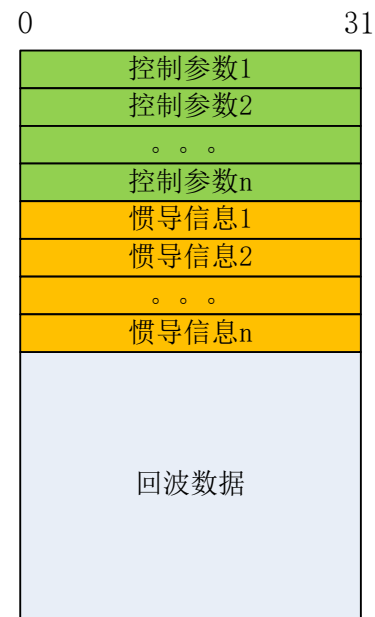 0 31
控制参数1
控制参数2
。。。
控制参数n
惯导信息1
惯导信息2
。。。
惯导信息n
回波数据